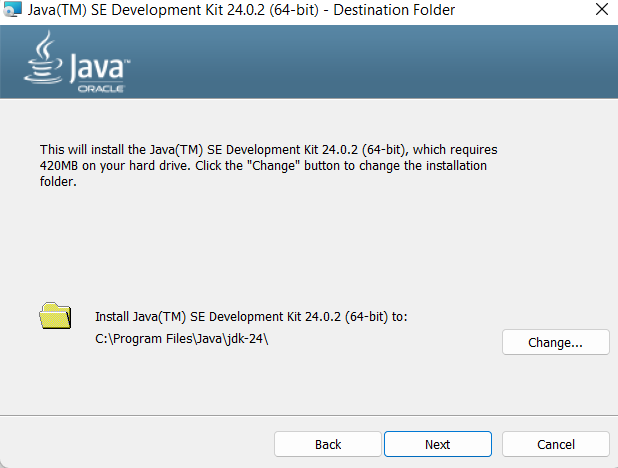 Java(TM) SE Development Kit 24.0.2 (64-bit) - Destination Folder
Java™
ORACLE
This will install the Java(TM) SE Development Kit 24.0.2 (64-bit), which requires
420MB on your hard drive. Click the "Change" button to change the installation
folder.
Install Java(TM) SE Development Kit 24.0.2 (64-bit) to:
C:\Program Files\Java\jdk-24\
Change...
Back
Next
Cancel